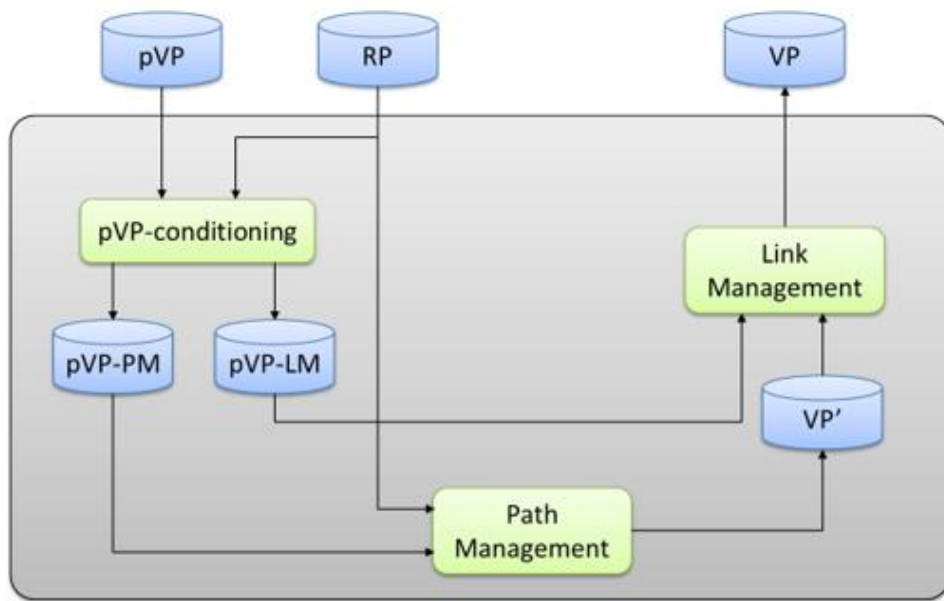 pVP
RP
VP
pVP-conditioning
Link
Management
pVP-PM
pVP-LM
VP’
Path
Management